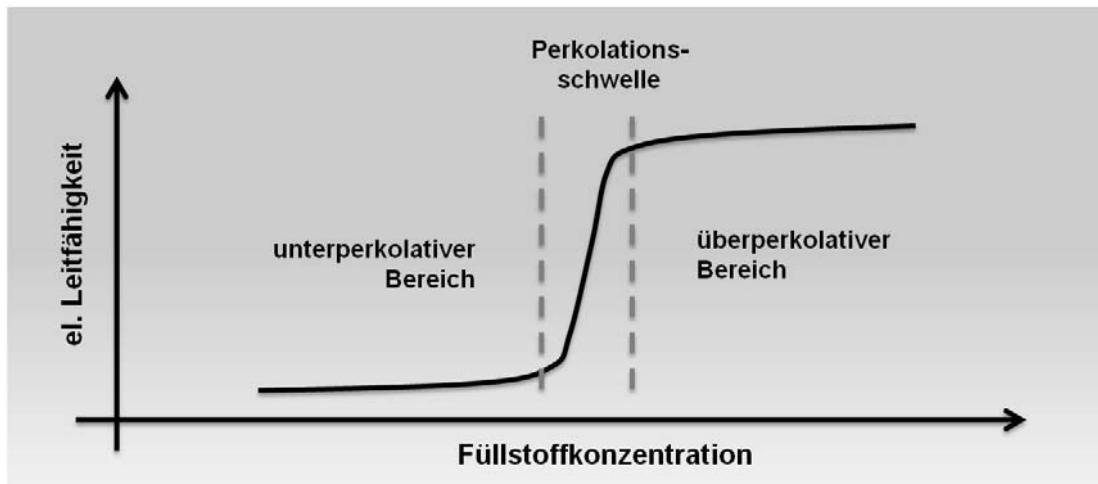 Perkolations-
schwelle
el. Leitfähigkeit
unterperkolativer
Bereich
überperkolativer
Bereich
Füllstoffkonzentration